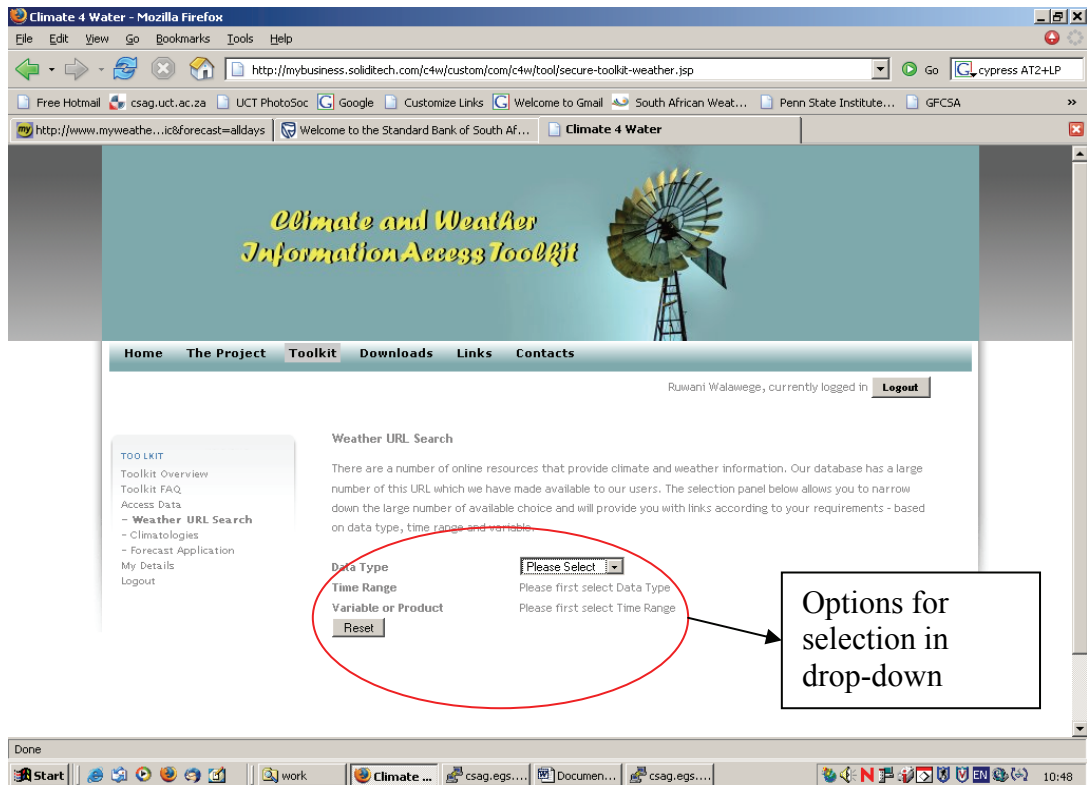 Climate 4 Water - Mozilla Firefox
File Edit View Go Bookmarks Tools Help
http://mybusiness.soliditech.com/c4w/custom/com/c4w/tool/secure-toolkit-weather.jsp Go cypress AT2+LP
Free Hotmail csag.uct.ac.za UCT PhotoSoc Google Customize Links Welcome to Gmail South African Weat... Penn State Institute... GFCSA »
http://www.myweathe...ic&forecast=alldays Welcome to the Standard Bank of South Af... Climate 4 Water
Climate and Weather
Information Access Toolkit
Home The Project Toolkit Downloads Links Contacts
Ruwani Walawege, currently logged in Logout
TOOLKIT
Toolkit Overview
Toolkit FAQ
Access Data
– Weather URL Search
– Climatologies
– Forecast Application
My Details
Logout
Weather URL Search
There are a number of online resources that provide climate and weather information. Our database has a large
number of this URL which we have made available to our users. The selection panel below allows you to narrow
down the large number of available choice and will provide you with links according to your requirements - based
on data type, time range and variable.
Data Type Please Select
Time Range Please first select Data Type
Variable or Product Please first select Time Range
Reset
Options for
selection in
drop-down
Done
Start work Climate ... csag.egs.... Documen... csag.egs.... EN 10:48